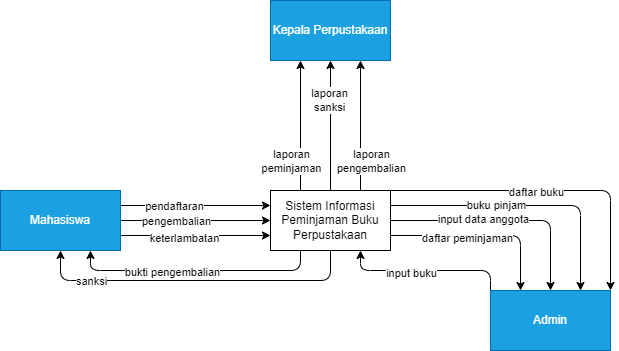 Kepala Perpustakaan
laporan
sanksi
laporan
peminjaman
laporan
pengembalian
daftar buku
Mahasiswa
pendaftaran
pengembalian
keterlambatan
Sistem Informasi
Peminjaman Buku
Perpustakaan
buku pinjam
input data anggota
daftar peminjaman
bukti pengembalian
sanksi
input buku
Admin